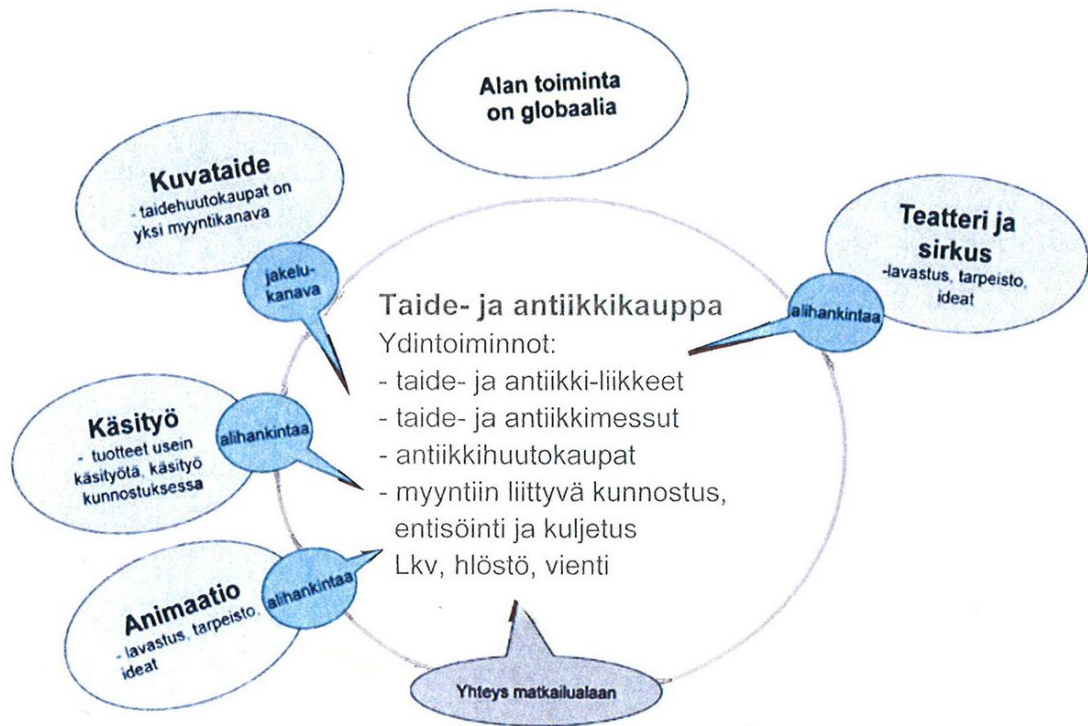 Alan toiminta
on globaalia
Kuvataide
- taidehuutokaupat on
yksi myyntikanava
jakelu-
kanava
Teatteri ja
sirkus
-lavastus, tarpeisto,
ideat
alihankintaa
Taide- ja antiikkikauppa
Ydintoiminnot:
- taide- ja antiikki-liikkeet
- taide- ja antiikkimessut
- antiikkihuutokaupat
- myyntiin liittyvä kunnostus,
entisöinti ja kuljetus
Lkv, hlöstö, vienti
Käsityö
- tuotteet usein
käsityötä, käsityö
kunnostuksessa
alihankintaa
Animaatio
- lavastus, tarpeisto,
ideat
alihankintaa
Yhteys matkailualaan